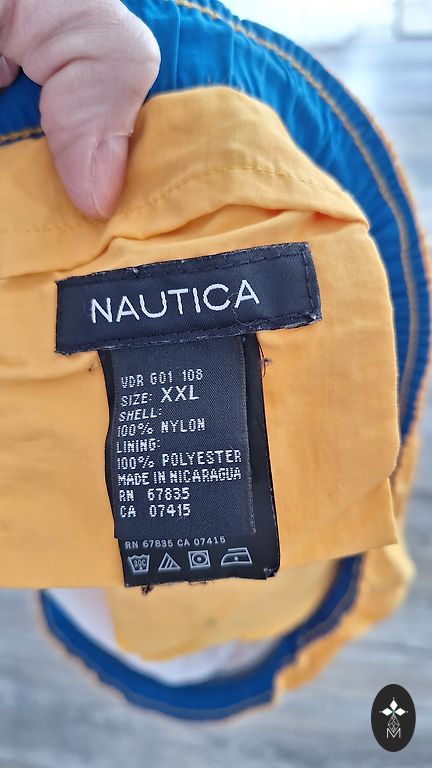 NAUTICA
VDR G01 108
SIZE: XXL
SHELL:
100% NYLON
LINING:
100% POLYESTER
MADE IN NICARAGUA
RN 67835
CA 07415
RN 67835 CA 07415